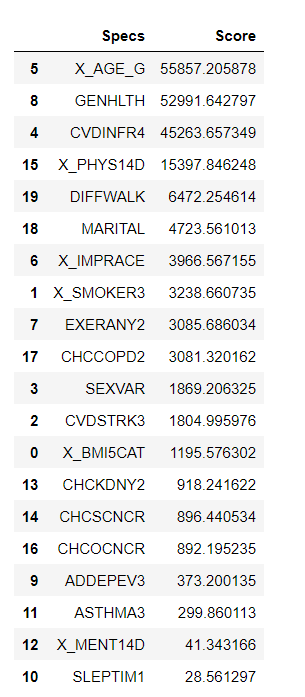 Specs Score
5 X_AGE_G 55857.205878
8 GENHLTH 52991.642797
4 CVDINFR4 45263.657349
15 X_PHYS14D 15397.846248
19 DIFFWALK 6472.254614
18 MARITAL 4723.561013
6 X_IMPRACE 3966.567155
1 X_SMOKER3 3238.660735
7 EXERANY2 3085.686034
17 CHCCOPD2 3081.320162
3 SEXVAR 1869.206325
2 CVDSTRK3 1804.995976
0 X_BMI5CAT 1195.576302
13 CHCKDNY2 918.241622
14 CHCSCNCR 896.440534
16 CHCOCNCR 892.195235
9 ADDEPEV3 373.200135
11 ASTHMA3 299.860113
12 X_MENT14D 41.343166
10 SLEPTIM1 28.561297